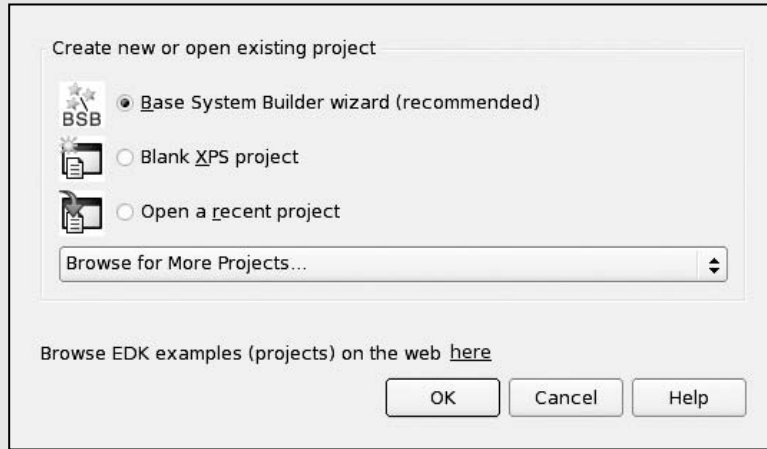 Create new or open existing project
BSB
Base System Builder wizard (recommended)
Blank XPS project
Open a recent project
Browse for More Projects...
Browse EDK examples (projects) on the web here
OK Cancel Help